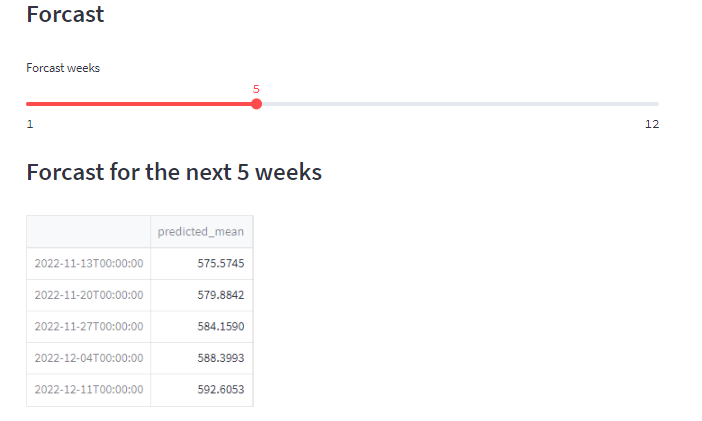 Forcast
Forcast weeks
5
1 12
Forcast for the next 5 weeks
predicted_mean
2022-11-13T00:00:00 575.5745
2022-11-20T00:00:00 579.8842
2022-11-27T00:00:00 584.1590
2022-12-04T00:00:00 588.3993
2022-12-11T00:00:00 592.6053